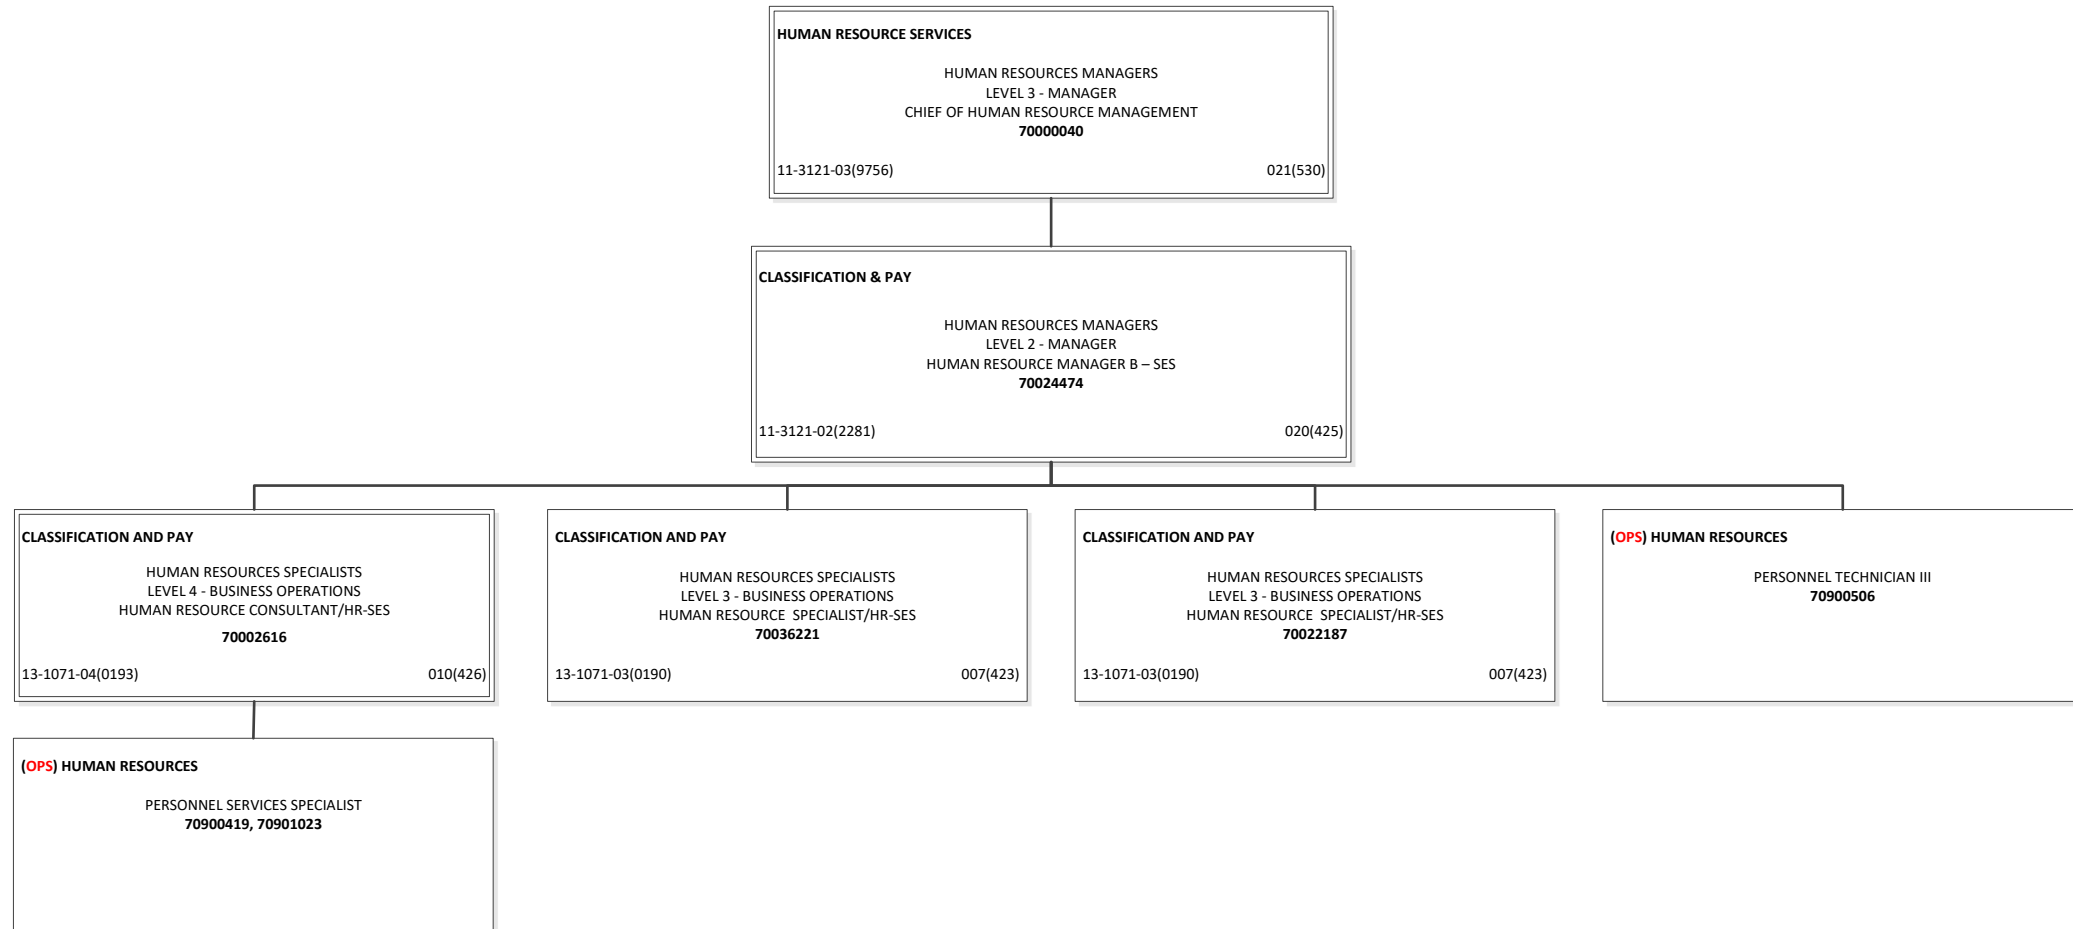 HUMAN RESOURCE SERVICES
HUMAN RESOURCES MANAGERS
LEVEL 3 - MANAGER
CHIEF OF HUMAN RESOURCE MANAGEMENT
70000040
11-3121-03(9756) 021(530)
CLASSIFICATION & PAY
HUMAN RESOURCES MANAGERS
LEVEL 2 - MANAGER
HUMAN RESOURCE MANAGER B – SES
70024474
11-3121-02(2281) 020(425)
CLASSIFICATION AND PAY
HUMAN RESOURCES SPECIALISTS
LEVEL 4 - BUSINESS OPERATIONS
HUMAN RESOURCE CONSULTANT/HR-SES
70002616
13-1071-04(0193) 010(426)
CLASSIFICATION AND PAY
HUMAN RESOURCES SPECIALISTS
LEVEL 3 - BUSINESS OPERATIONS
HUMAN RESOURCE  SPECIALIST/HR-SES
70036221
13-1071-03(0190) 007(423)
CLASSIFICATION AND PAY
HUMAN RESOURCES SPECIALISTS
LEVEL 3 - BUSINESS OPERATIONS
HUMAN RESOURCE  SPECIALIST/HR-SES
70022187
13-1071-03(0190) 007(423)
(OPS) HUMAN RESOURCES
PERSONNEL TECHNICIAN III
70900506
(OPS) HUMAN RESOURCES
PERSONNEL SERVICES SPECIALIST
70900419, 70901023